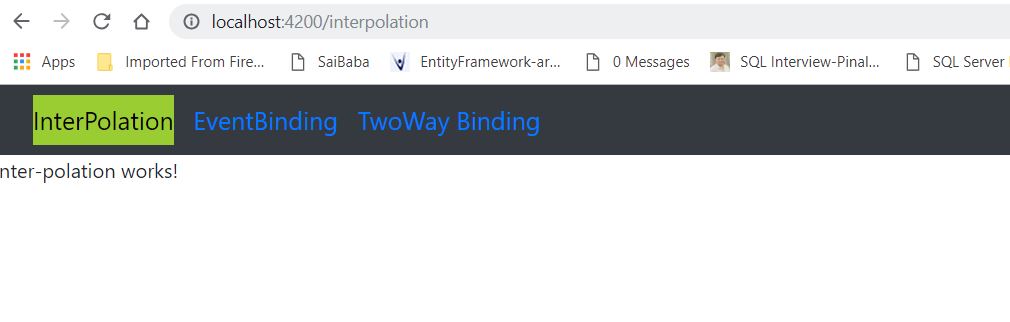 localhost:4200/interpolation
Apps Imported From Fire... SaiBaba EntityFramework-ar... 0 Messages SQL Interview-Pinal... SQL Server
InterPolation EventBinding TwoWay Binding
nter-polation works!